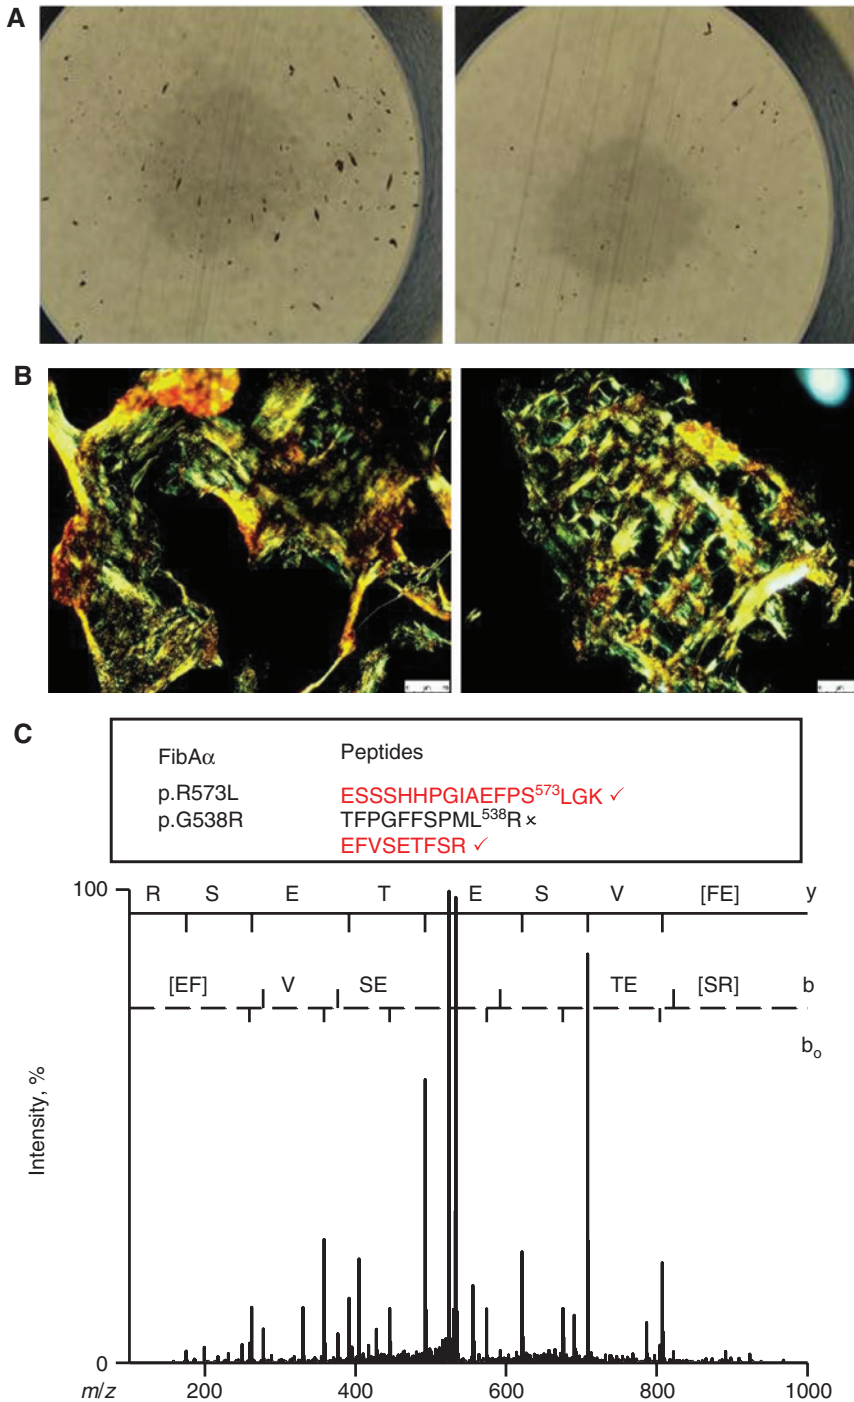 A
B
C
FibAα Peptides
p.R573L ESSSHHPGIAEFPS⁵⁷³LGK ✓
p.G538R TFPGFFSPML⁵³⁸R ×
EFVSETFSR ✓
100
R S E T E S V [FE] y
[EF] V SE TE [SR] b
bₒ
Intensity, %
0
m/z 200 400 600 800 1000